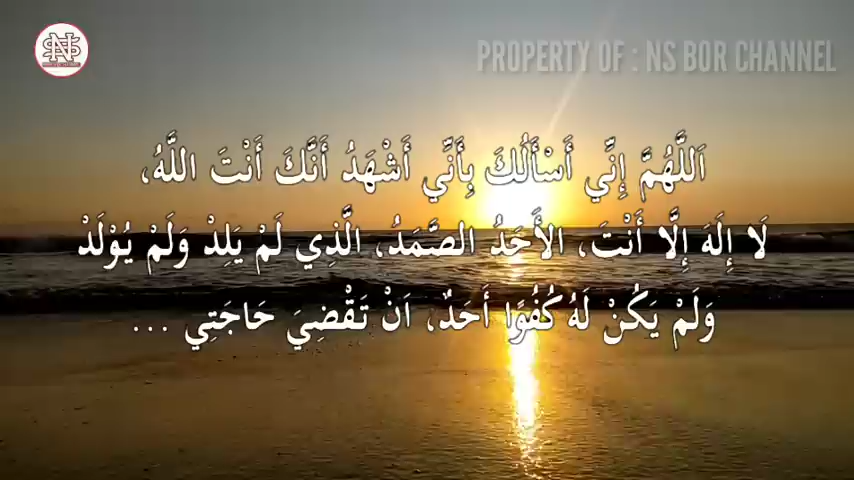 PROPERTY OF : NS BOR CHANNEL
اَللَّهُمَّ إِنِّي أَسْأَلُكَ بِأَنِّي أَشْهَدُ أَنَّكَ أَنْتَ اللَّهُ،
لَا إِلَهَ إِلَّا أَنْتَ، الأَحَدُ الصَّمَدُ، الَّذِي لَمْ يَلِدْ وَلَمْ يُوْلَدْ
وَلَمْ يَكُنْ لَهُ كُفُوًا أَحَدٌ، اَنْ تَقْضِيَ حَاجَتِي ...